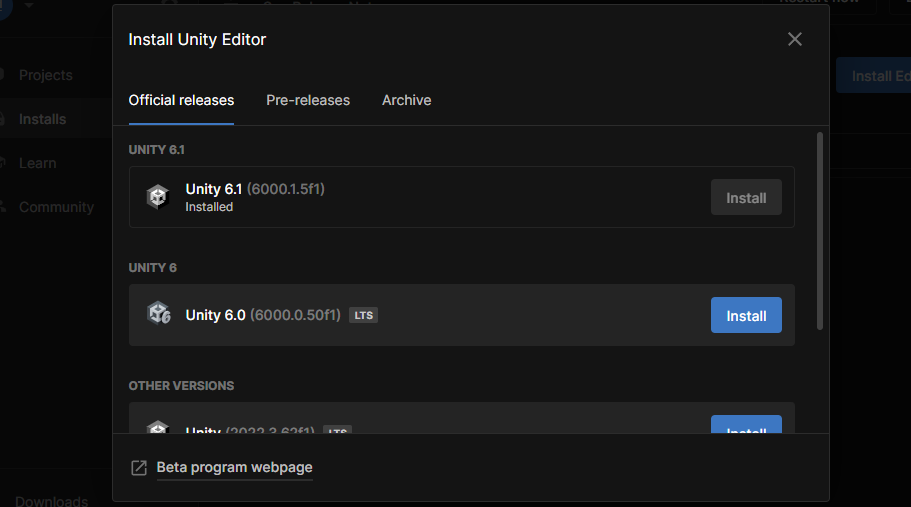 Install Unity Editor
Projects
Installs
Learn
Community
Downloads
Install Ed
Official releases
Pre-releases
Archive
UNITY 6.1
Unity 6.1 (6000.1.5f1)
Installed
Install
UNITY 6
Unity 6.0 (6000.0.50f1) LTS
Install
OTHER VERSIONS
Unity (2022.3.62f1) LTS
Install
Beta program webpage